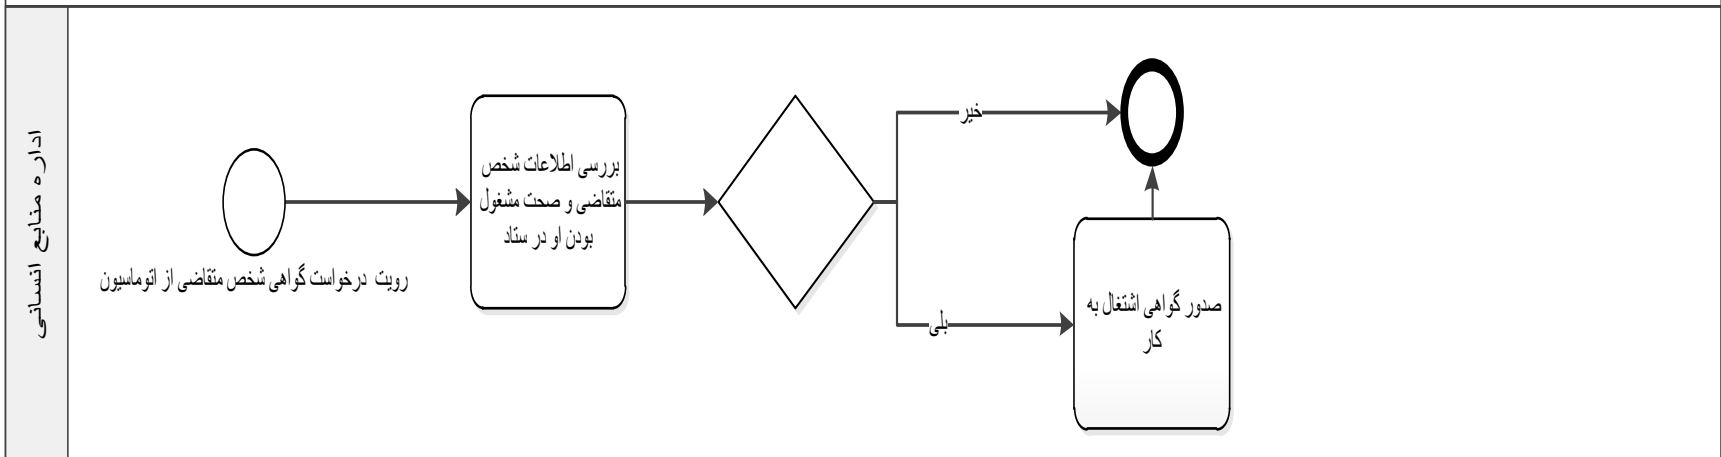 اداره منابع انسانی
رویت درخواست گواهی شخص متقاضی از اتوماسیون
بررسی اطلاعات شخص
متقاضی و صحت مشغول
بودن او در ستاد
خیر
بلی
صدور گواهی اشتغال به
کار